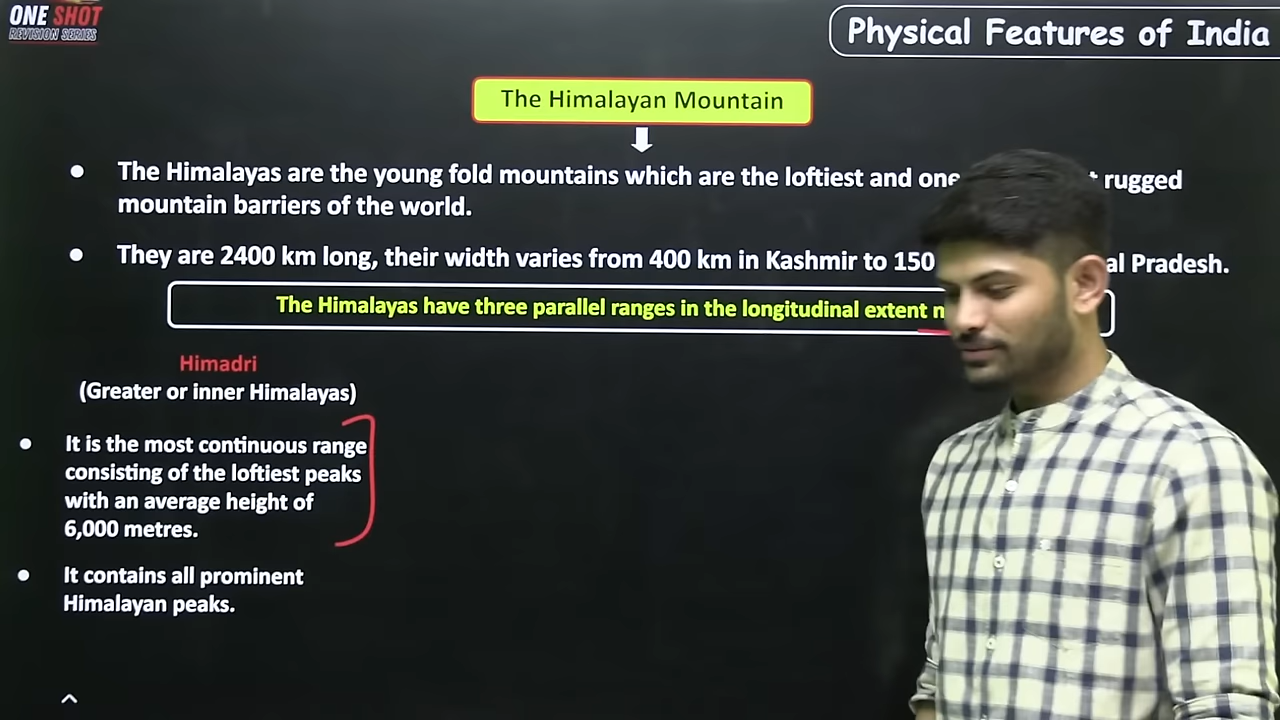 ONE SHOT
REVISION SERIES
Physical Features of India
The Himalayan Mountain
The Himalayas are the young fold mountains which are the loftiest and one rugged
mountain barriers of the world.
They are 2400 km long, their width varies from 400 km in Kashmir to 150 Pradesh.
The Himalayas have three parallel ranges in the longitudinal extent
Himadri
(Greater or inner Himalayas)
It is the most continuous range
consisting of the loftiest peaks
with an average height of
6,000 metres.
It contains all prominent
Himalayan peaks.